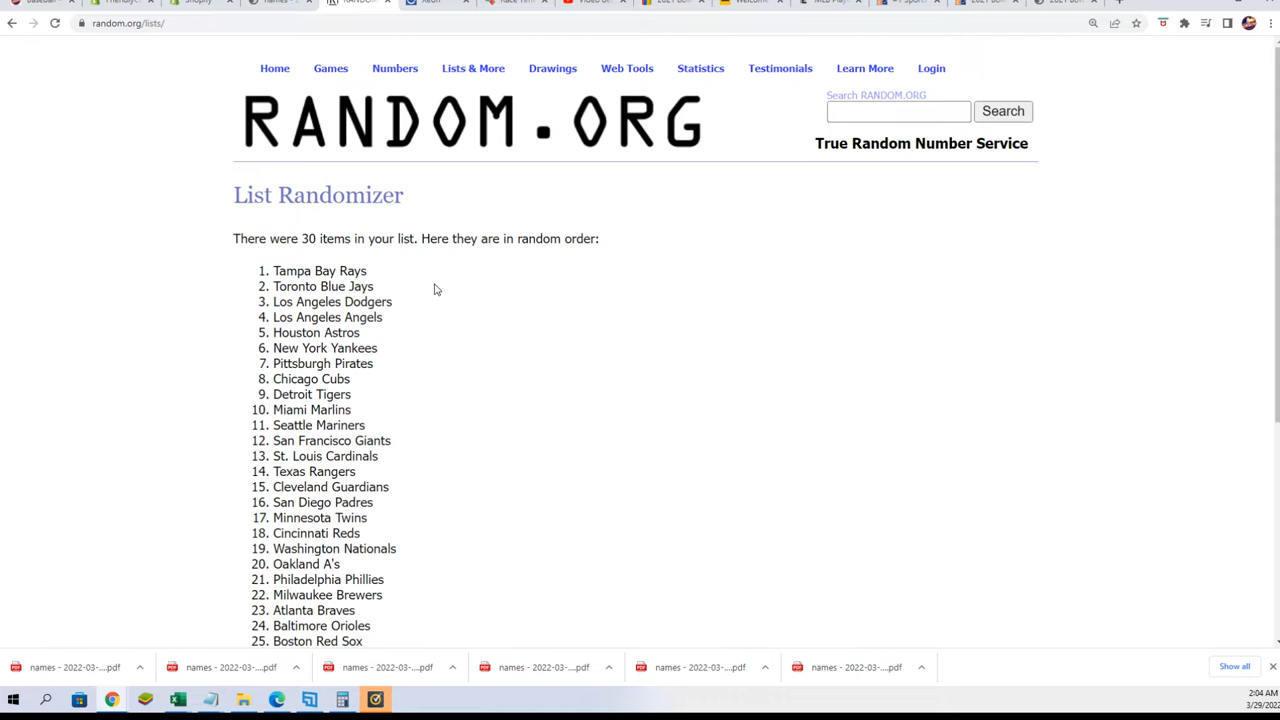 random.org/lists/
Home Games Numbers Lists & More Drawings Web Tools Statistics Testimonials Learn More Login
RANDOM.ORG
Search RANDOM.ORG
Search
True Random Number Service
List Randomizer
There were 30 items in your list. Here they are in random order:
1. Tampa Bay Rays
2. Toronto Blue Jays
3. Los Angeles Dodgers
4. Los Angeles Angels
5. Houston Astros
6. New York Yankees
7. Pittsburgh Pirates
8. Chicago Cubs
9. Detroit Tigers
10. Miami Marlins
11. Seattle Mariners
12. San Francisco Giants
13. St. Louis Cardinals
14. Texas Rangers
15. Cleveland Guardians
16. San Diego Padres
17. Minnesota Twins
18. Cincinnati Reds
19. Washington Nationals
20. Oakland A's
21. Philadelphia Phillies
22. Milwaukee Brewers
23. Atlanta Braves
24. Baltimore Orioles
25. Boston Red Sox
names - 2022-03-....pdf names - 2022-03-....pdf names - 2022-03-....pdf names - 2022-03-....pdf names - 2022-03-....pdf names - 2022-03-....pdf Show all
2:04 AM
3/29/2022